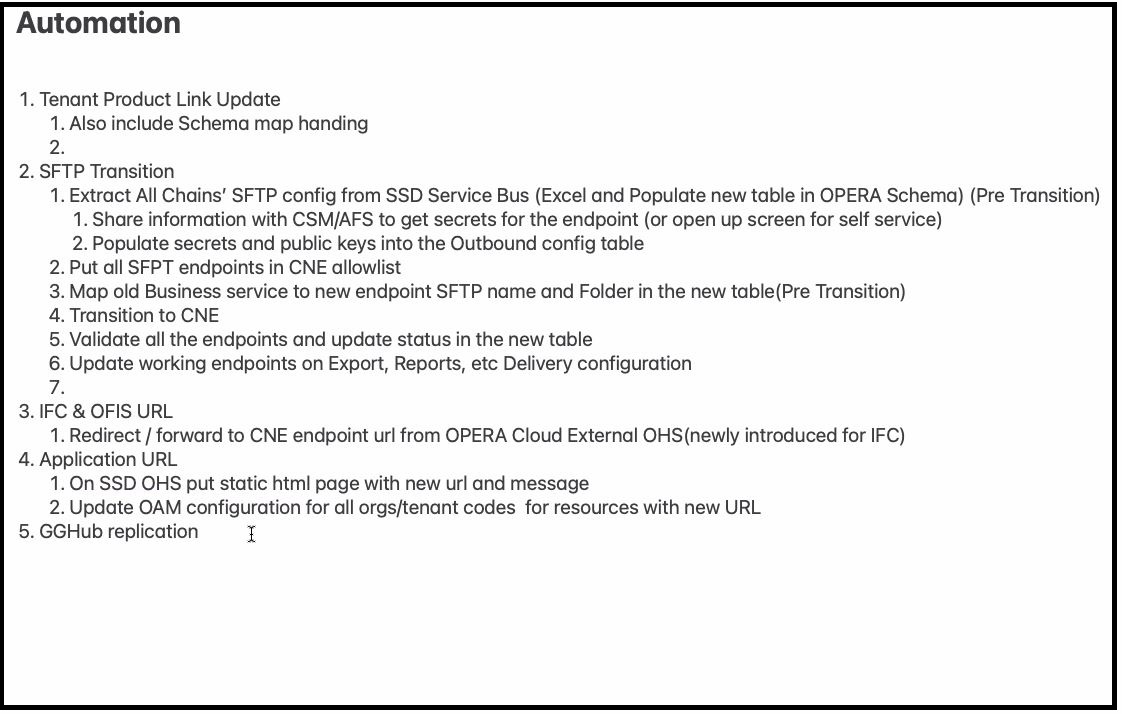 Automation
1. Tenant Product Link Update
1. Also include Schema map handing
2.
2. SFTP Transition
1. Extract All Chains’ SFTP config from SSD Service Bus (Excel and Populate new table in OPERA Schema) (Pre Transition)
1. Share information with CSM/AFS to get secrets for the endpoint (or open up screen for self service)
2. Populate secrets and public keys into the Outbound config table
2. Put all SFPT endpoints in CNE allowlist
3. Map old Business service to new endpoint SFTP name and Folder in the new table(Pre Transition)
4. Transition to CNE
5. Validate all the endpoints and update status in the new table
6. Update working endpoints on Export, Reports, etc Delivery configuration
7.
3. IFC & OFIS URL
1. Redirect / forward to CNE endpoint url from OPERA Cloud External OHS(newly introduced for IFC)
4. Application URL
1. On SSD OHS put static html page with new url and message
2. Update OAM configuration for all orgs/tenant codes  for resources with new URL
5. GGHub replication